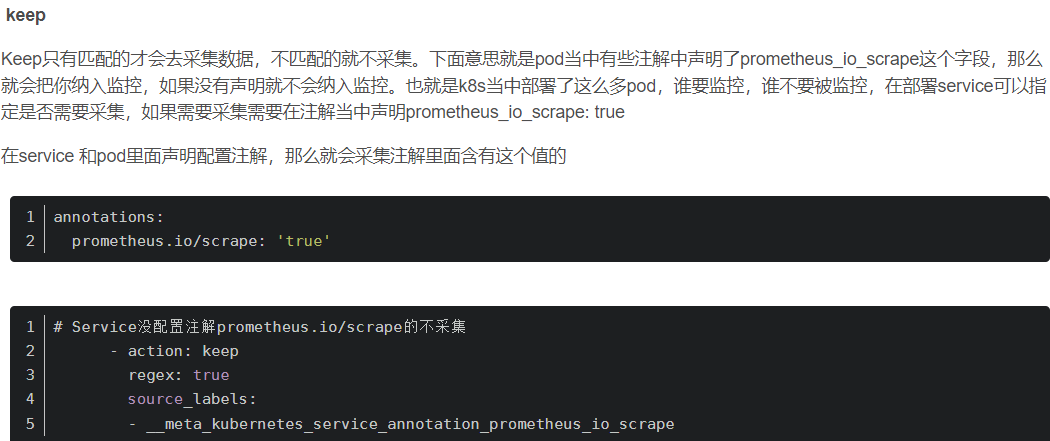 keep
Keep只有匹配的才会去采集数据，不匹配的就不采集。下面意思就是pod当中有些注解中声明了prometheus_io_scrape这个字段，那么
就会把你纳入监控，如果没有声明就不会纳入监控。也就是k8s当中部署了这么多pod，谁要监控，谁不要被监控，在部署service可以指
定是否需要采集，如果需要采集需要在注解当中声明prometheus_io_scrape: true
在service 和pod里面声明配置注解，那么就会采集注解里面含有这个值的
1 annotations:
2   prometheus.io/scrape: 'true'
1 # Service没配置注解prometheus.io/scrape的不采集
2       - action: keep
3         regex: true
4         source_labels:
5         - __meta_kubernetes_service_annotation_prometheus_io_scrape